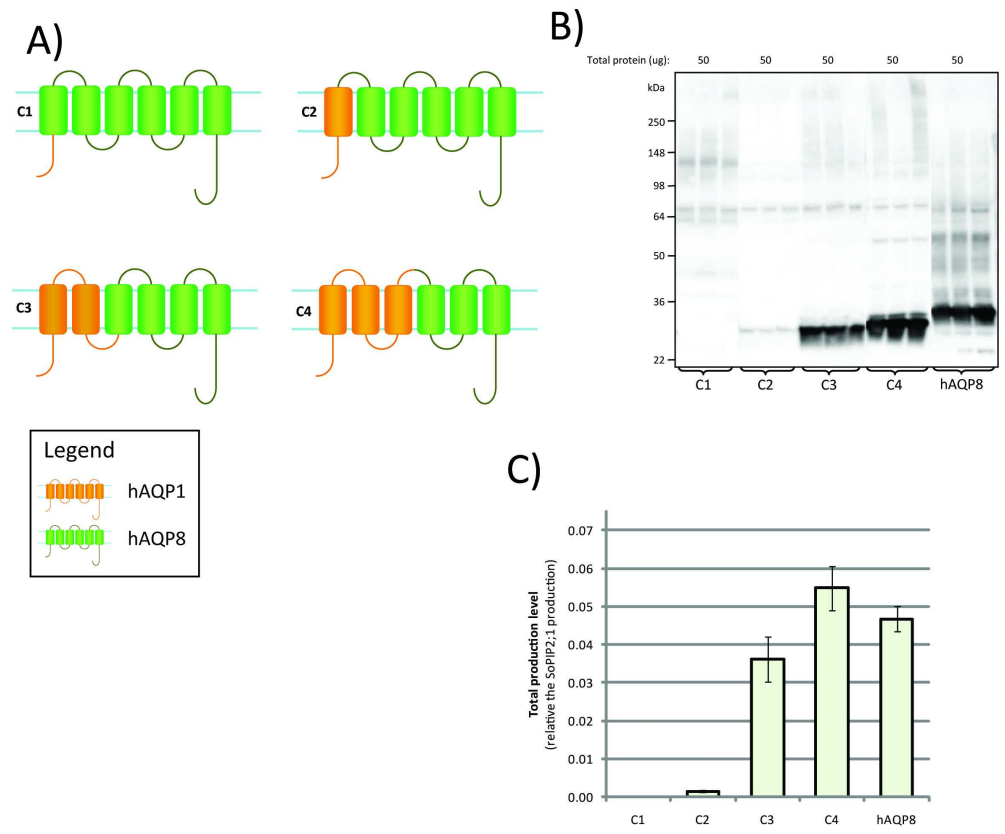 A)
C1
C2
C3
C4
Legend
hAQP1
hAQP8
B)
Total protein (ug): 50 50 50 50 50
kDa
250
148
98
64
50
36
22
C1 C2 C3 C4 hAQP8
C)
Total production level
(relative the SoPIP2;1 production)
0.07
0.06
0.05
0.04
0.03
0.02
0.01
0.00
C1 C2 C3 C4 hAQP8